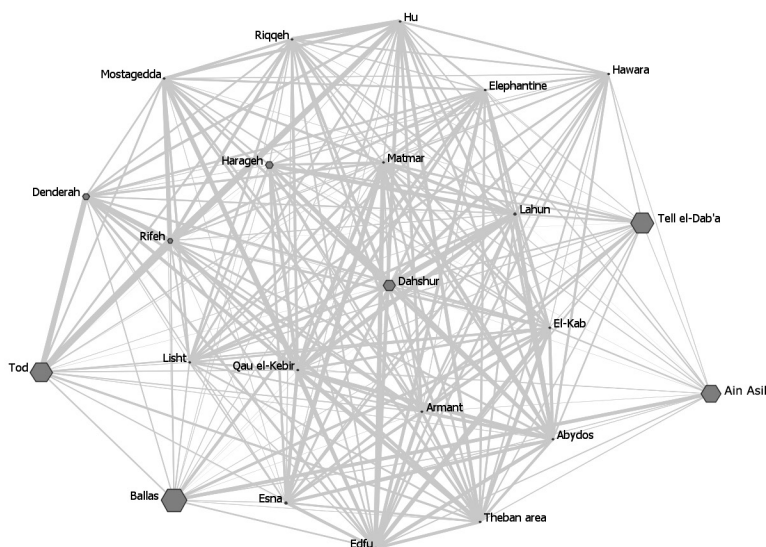 Hu
Riqqeh
Mostagedda
Hawara
Elephantine
Harageh
Matmar
Denderah
Lahun
Tell el-Dab'a
Rifeh
Dahshur
El-Kab
Lisht
Qau el-Kebir
Tod
Ain Asil
Armant
Abydos
Ballas
Esna
Theban area
Edfu